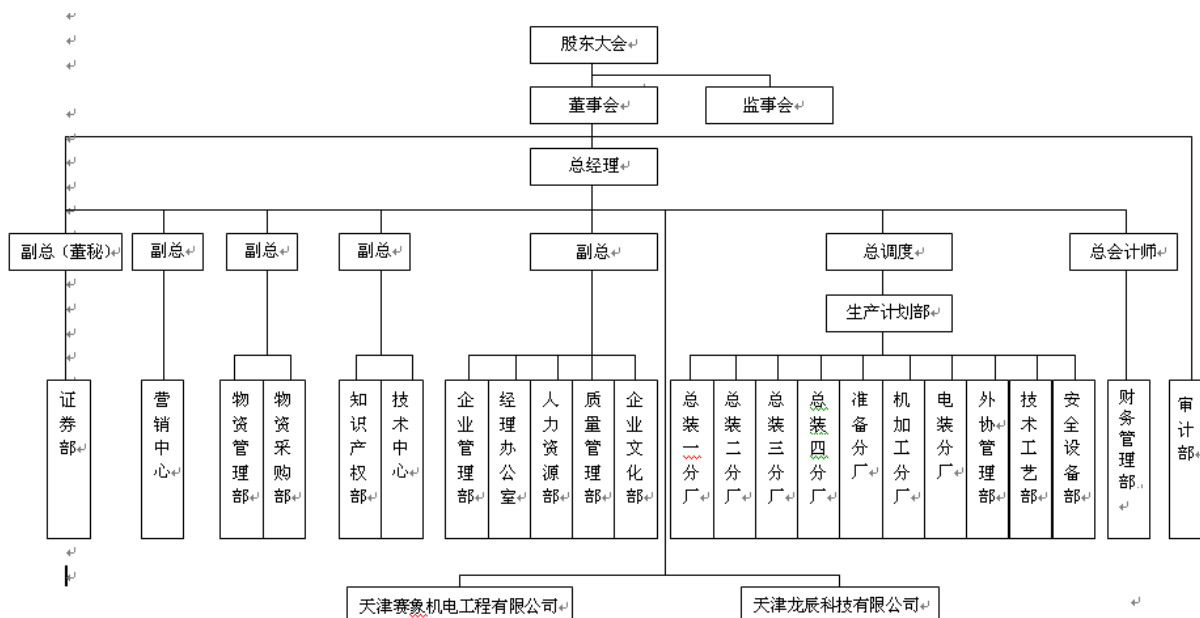 股东大会
董事会
监事会
总经理
副总（董秘）
副总
副总
副总
副总
总调度
总会计师
生产计划部
证券部
营销中心
物资管理部
物资采购部
知识产权部
技术中心
企业管理部
经理办公室
人力资源部
质量管理部
企业文化部
总装一分厂
总装二分厂
总装三分厂
总装四分厂
准备分厂
机加工分厂
电装分厂
外协管理部
技术工艺部
安全设备部
财务管理部
审计部
天津赛象机电工程有限公司
天津龙辰科技有限公司